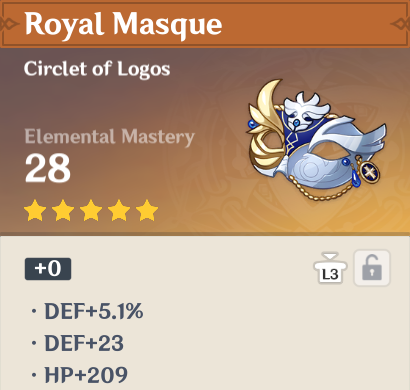 Royal Masque
Circlet of Logos
Elemental Mastery
28
+0
L3
· DEF+5.1%
· DEF+23
· HP+209